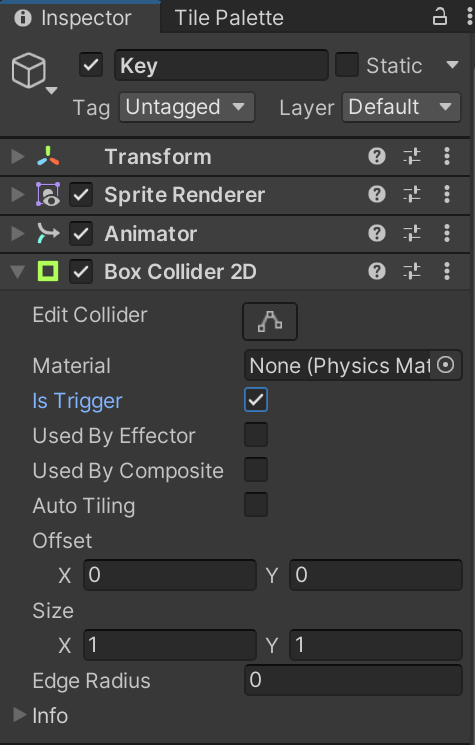 Inspector Tile Palette
Key Static
Tag Untagged Layer Default
Transform
Sprite Renderer
Animator
Box Collider 2D
Edit Collider
Material None (Physics Mat
Is Trigger
Used By Effector
Used By Composite
Auto Tiling
Offset
X 0 Y 0
Size
X 1 Y 1
Edge Radius 0
Info